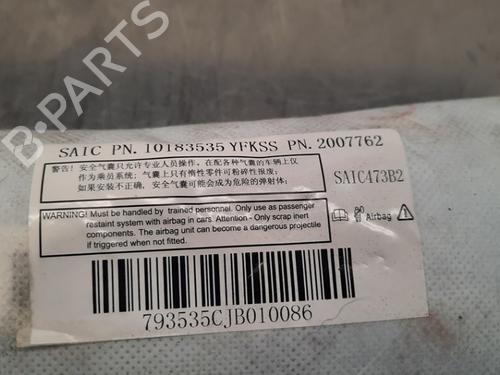 B-PARTS
SAIC PN. 10183535 YFKSS PN. 2007762
警告! 安全气囊只允许专业人员操作, 在配各种气囊的车辆上仅
作为乘员系统; 气囊上只有惰性零件可粉碎性报废;
如果安装不正确, 安全气囊可能会成为危险的弹射体;
SAIC473B2
WARNING! Must be handled by trained personnel. Only use as passenger
restraint system with airbag in cars. Attention - Only scrap inert
components. The airbag unit can become a dangerous projectile
if triggered when not fitted.
Airbag
793535CJB010086